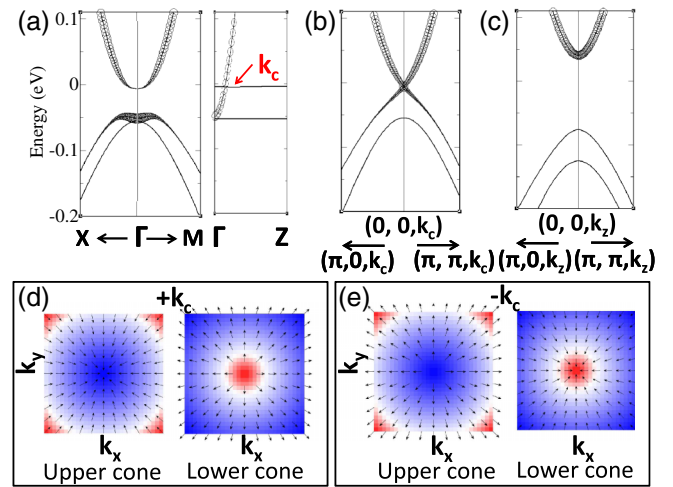 (a) (b) (c)
0.1
0
-0.1
-0.2
Energy (eV)
k_c
X ← Γ → M Γ Z
(0, 0,k_c)
(π,0,k_c) (π, π,k_c)
(0, 0,k_z)
(π,0,k_z) (π, π,k_z)
(d) +k_c
k_y
k_x k_x
Upper cone Lower cone
(e) -k_c
k_y
k_x k_x
Upper cone Lower cone